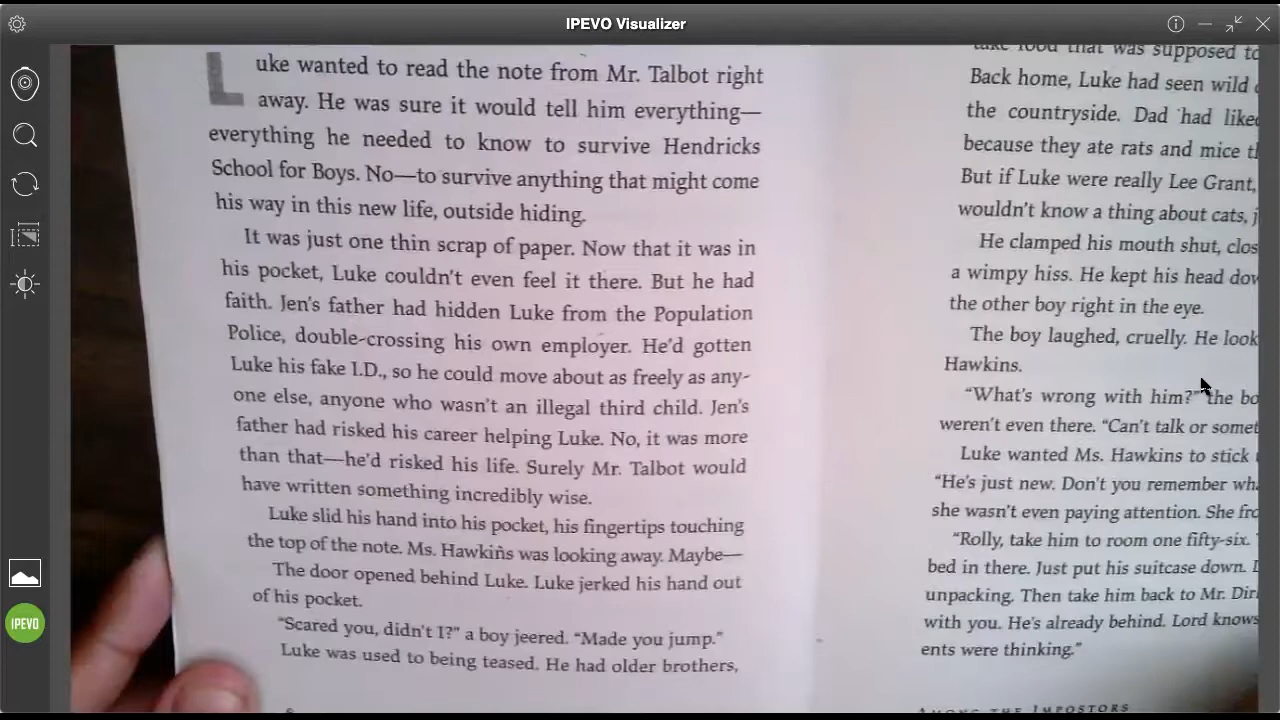 IPEVO Visualizer
Luke wanted to read the note from Mr. Talbot right
away. He was sure it would tell him everything—
everything he needed to know to survive Hendricks
School for Boys. No—to survive anything that might come
his way in this new life, outside hiding.
It was just one thin scrap of paper. Now that it was in
his pocket, Luke couldn't even feel it there. But he had
faith. Jen's father had hidden Luke from the Population
Police, double-crossing his own employer. He'd gotten
Luke his fake I.D., so he could move about as freely as any-
one else, anyone who wasn't an illegal third child. Jen's
father had risked his career helping Luke. No, it was more
than that—he'd risked his life. Surely Mr. Talbot would
have written something incredibly wise.
Luke slid his hand into his pocket, his fingertips touching
the top of the note. Ms. Hawkins was looking away. Maybe—
The door opened behind Luke. Luke jerked his hand out
of his pocket.
"Scared you, didn't I?" a boy jeered. "Made you jump."
Luke was used to being teased. He had older brothers,
take food that was supposed to
Back home, Luke had seen wild
the countryside. Dad had liked
because they ate rats and mice
But if Luke were really Lee Grant,
wouldn't know a thing about cats,
He clamped his mouth shut,
a wimpy hiss. He kept his head
the other boy right in the eye.
The boy laughed, cruelly. He
Hawkins.
"What's wrong with him?" the
weren't even there. "Can't talk or
Luke wanted Ms. Hawkins to stick
"He's just new. Don't you remember
she wasn't even paying attention. She
"Rolly, take him to room one fifty-six.
bed in there. Just put his suitcase down.
unpacking. Then take him back to Mr.
with you. He's already behind. Lord knows
ents were thinking."
AMONG THE IMPOSTORS
IPEVO